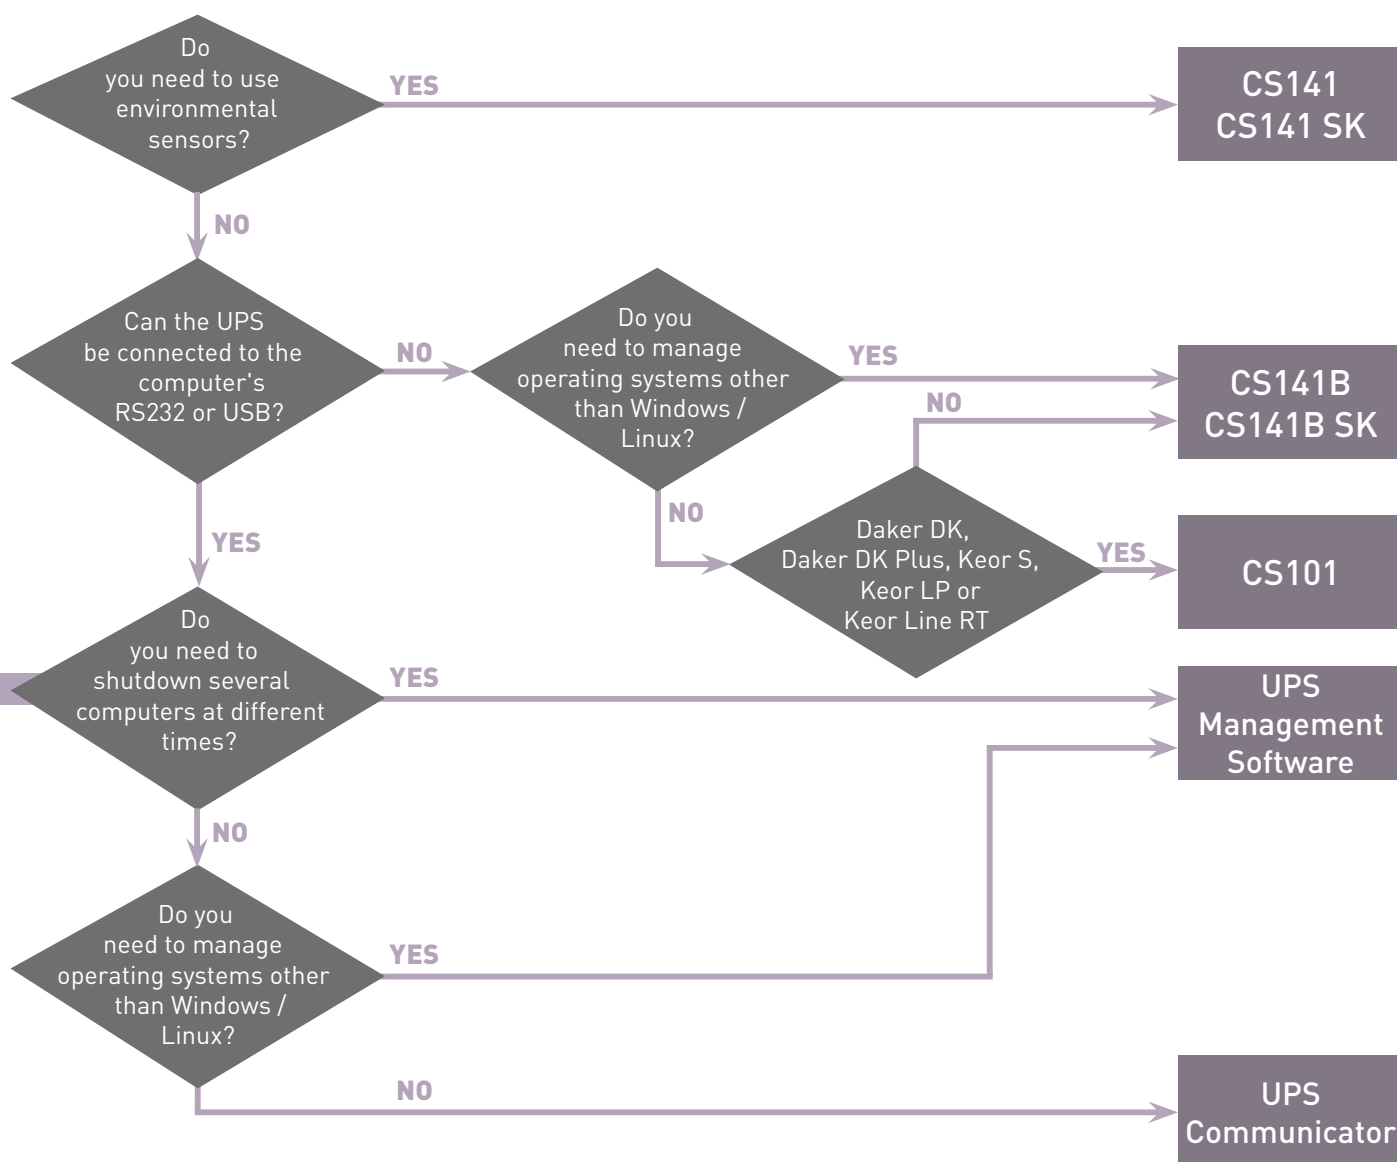 Do
you need to use
environmental
sensors?
YES
CS141
CS141 SK
NO
Can the UPS
be connected to the
computer's
RS232 or USB?
NO
Do you
need to manage
operating systems other
than Windows /
Linux?
YES
CS141B
CS141B SK
NO
NO
Daker DK,
Daker DK Plus, Keor S,
Keor LP or
Keor Line RT
YES
CS101
YES
Do
you need to
shutdown several
computers at different
times?
YES
UPS
Management
Software
NO
Do you
need to manage
operating systems other
than Windows /
Linux?
YES
NO
UPS
Communicator